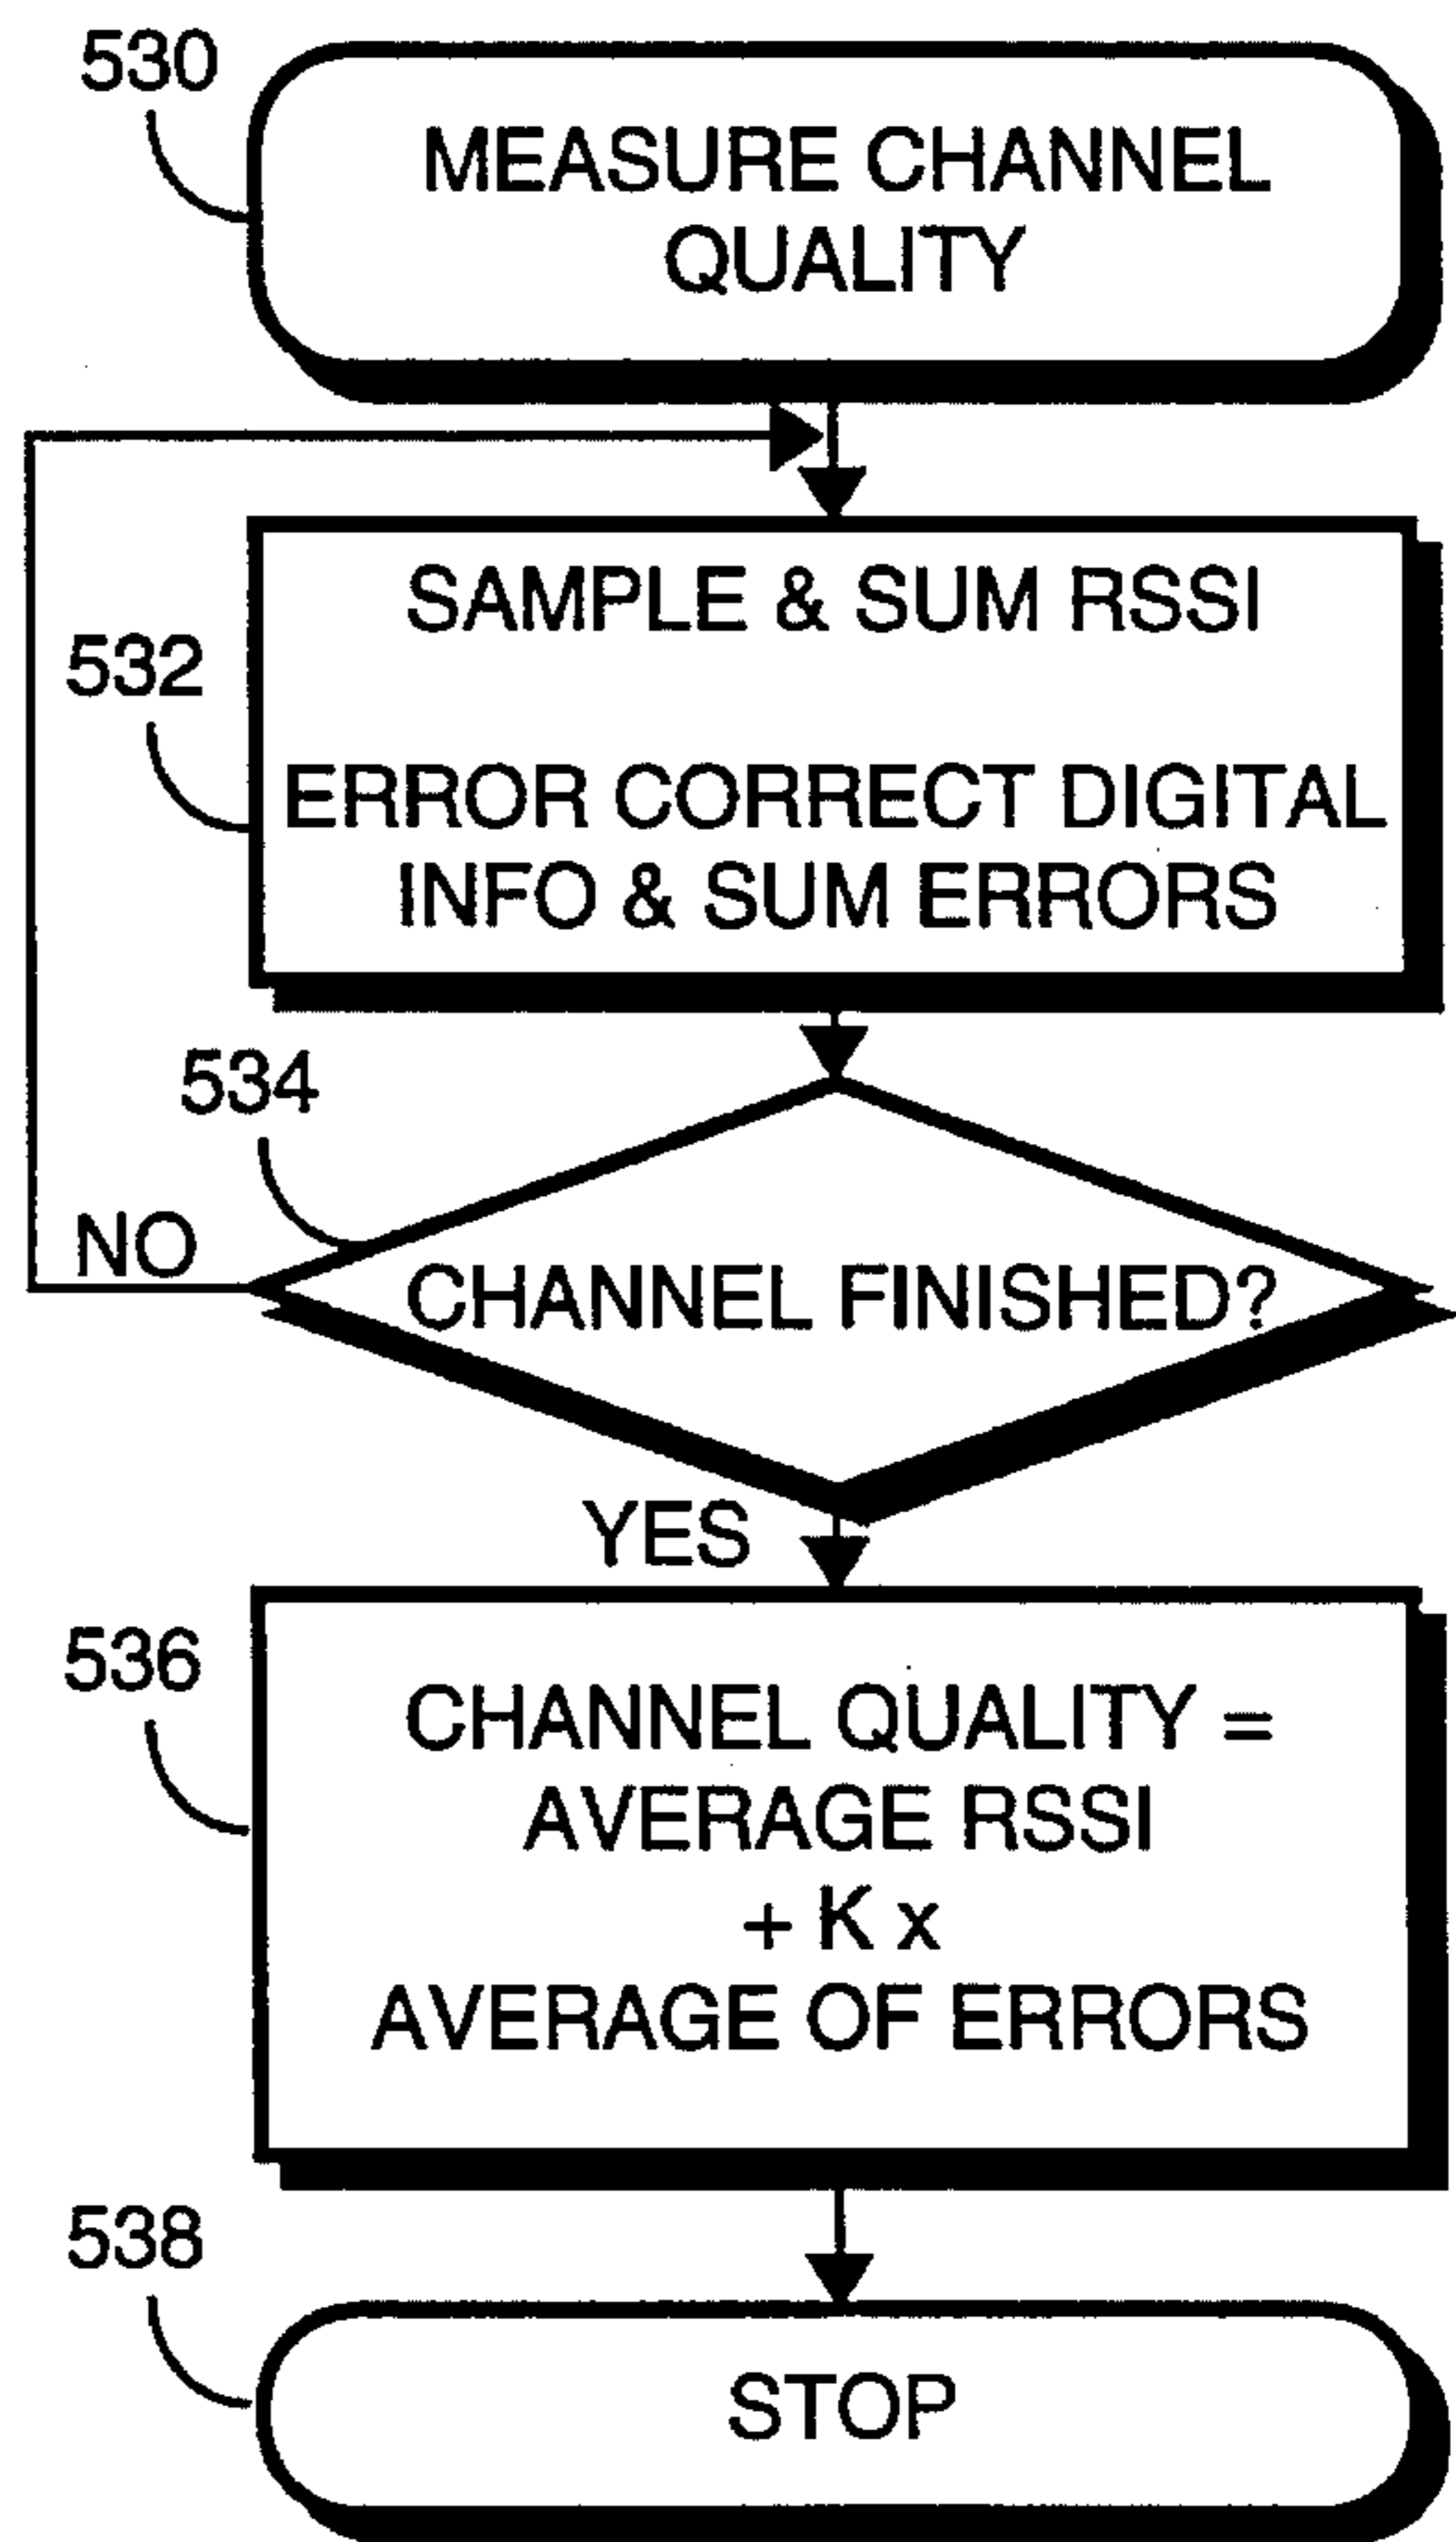 530
MEASURE CHANNEL
QUALITY
SAMPLE & SUM RSSI
532
ERROR CORRECT DIGITAL
INFO & SUM ERRORS
534
NO
CHANNEL FINISHED?
YES
536
CHANNEL QUALITY =
AVERAGE RSSI
+ K x
AVERAGE OF ERRORS
538
STOP